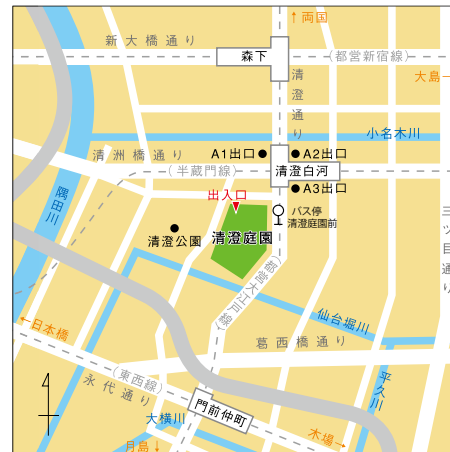 ↑両国
新大橋通り
森下
(都営新宿線)
大島
清澄通り
小名木川
清洲橋通り
A1出口
A2出口
(半蔵門線)
清澄白河
A3出口
出入口
隅田川
バス停
清澄庭園前
三ツ目通り
清澄公園
清澄庭園
(都営大江戸線)
仙台堀川
←日本橋
葛西橋通り
(東西線)
永代通り
平久川
大横川
門前仲町
木場→
月島↓